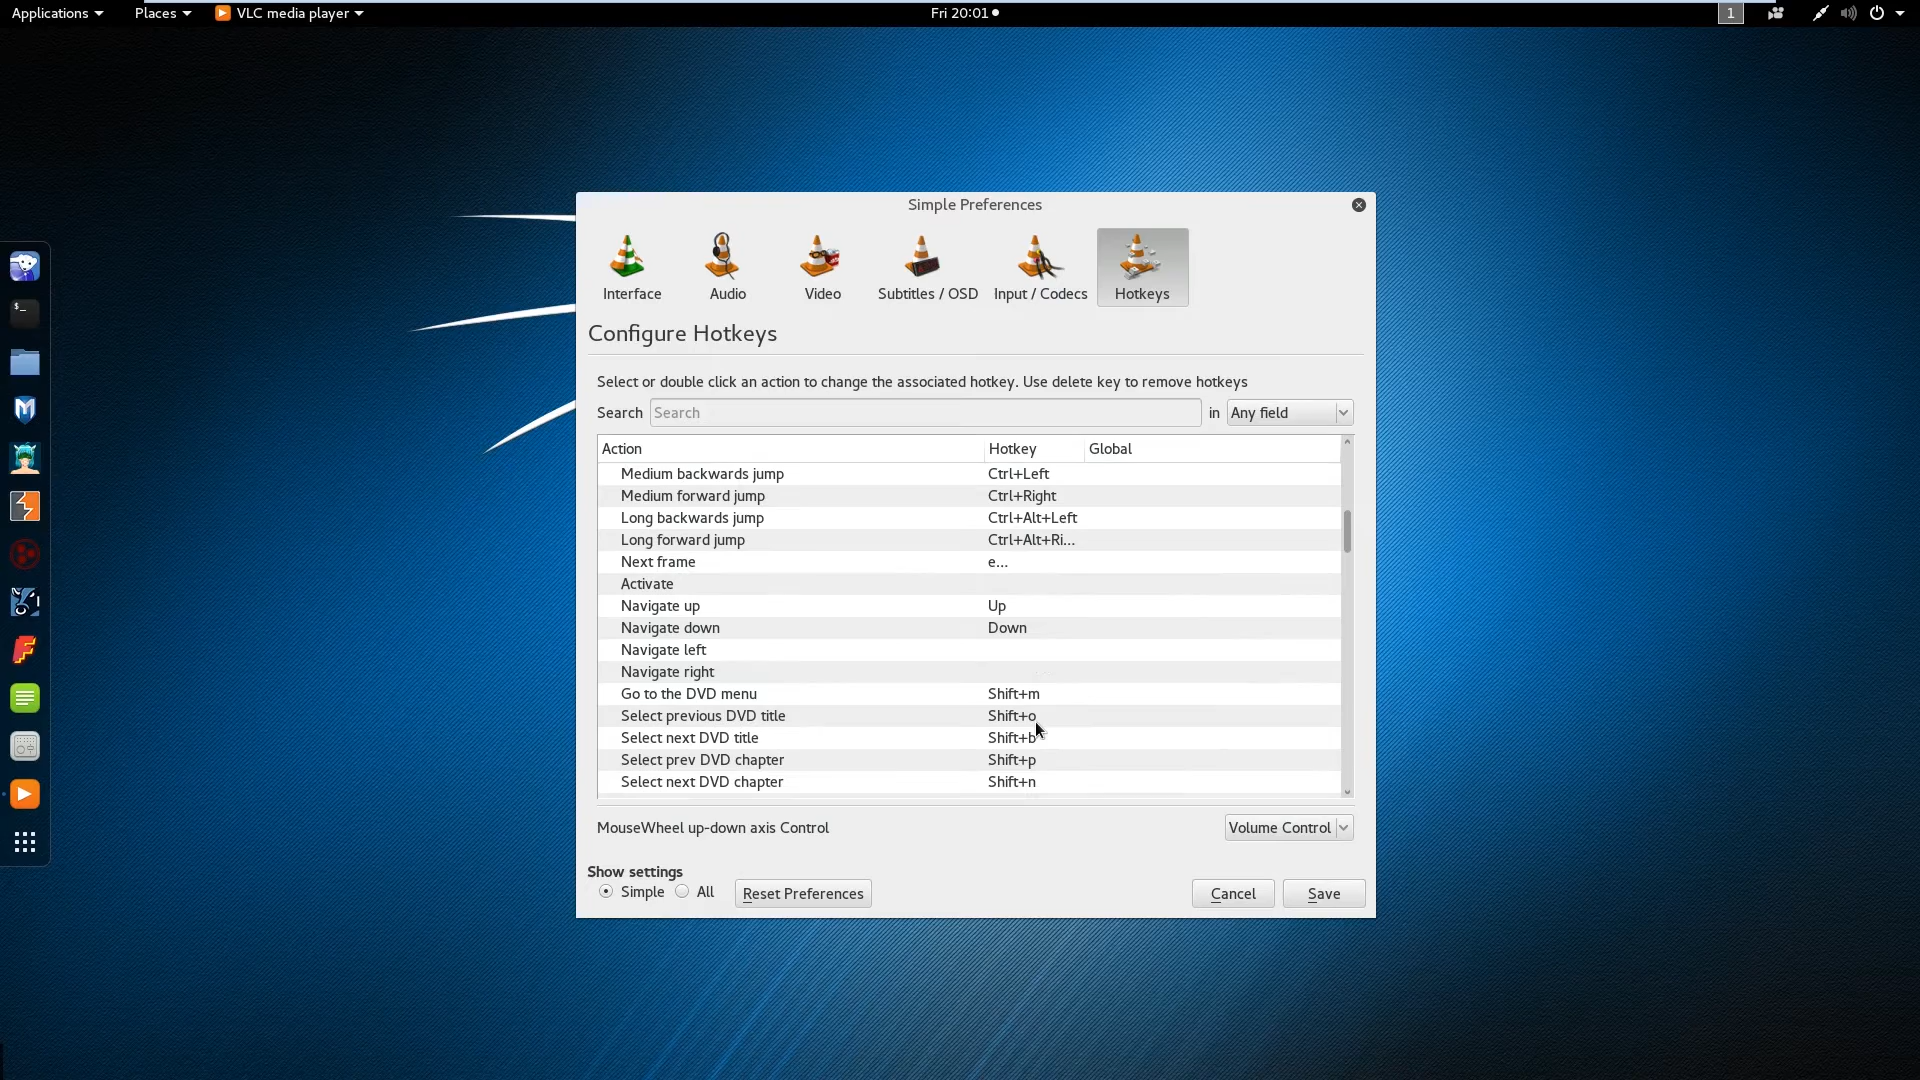 Applications Places VLC media player Fri 20:01 1
Simple Preferences
Interface Audio Video Subtitles / OSD Input / Codecs Hotkeys
Configure Hotkeys
Select or double click an action to change the associated hotkey. Use delete key to remove hotkeys
Search Search in Any field
Action Hotkey Global
Medium backwards jump Ctrl+Left
Medium forward jump Ctrl+Right
Long backwards jump Ctrl+Alt+Left
Long forward jump Ctrl+Alt+Ri...
Next frame e...
Activate
Navigate up Up
Navigate down Down
Navigate left
Navigate right
Go to the DVD menu Shift+m
Select previous DVD title Shift+o
Select next DVD title Shift+b
Select prev DVD chapter Shift+p
Select next DVD chapter Shift+n
MouseWheel up-down axis Control Volume Control
Show settings
Simple All Reset Preferences Cancel Save